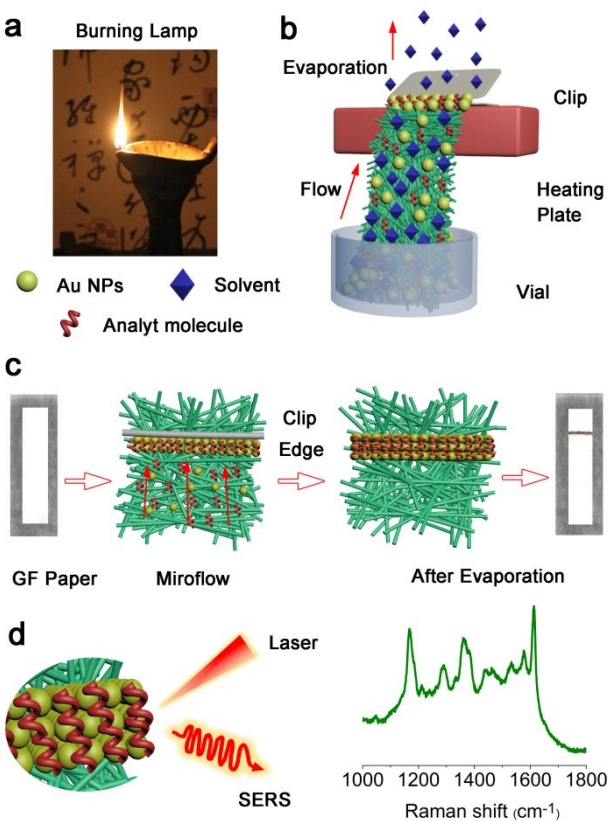 a
Burning Lamp
Au NPs
Solvent
Analyt molecule
b
Evaporation
Clip
Flow
Heating
Plate
Vial
c
Clip
Edge
GF Paper
Miroflow
After Evaporation
d
Laser
SERS
1000 1200 1400 1600 1800
Raman shift (cm-1)